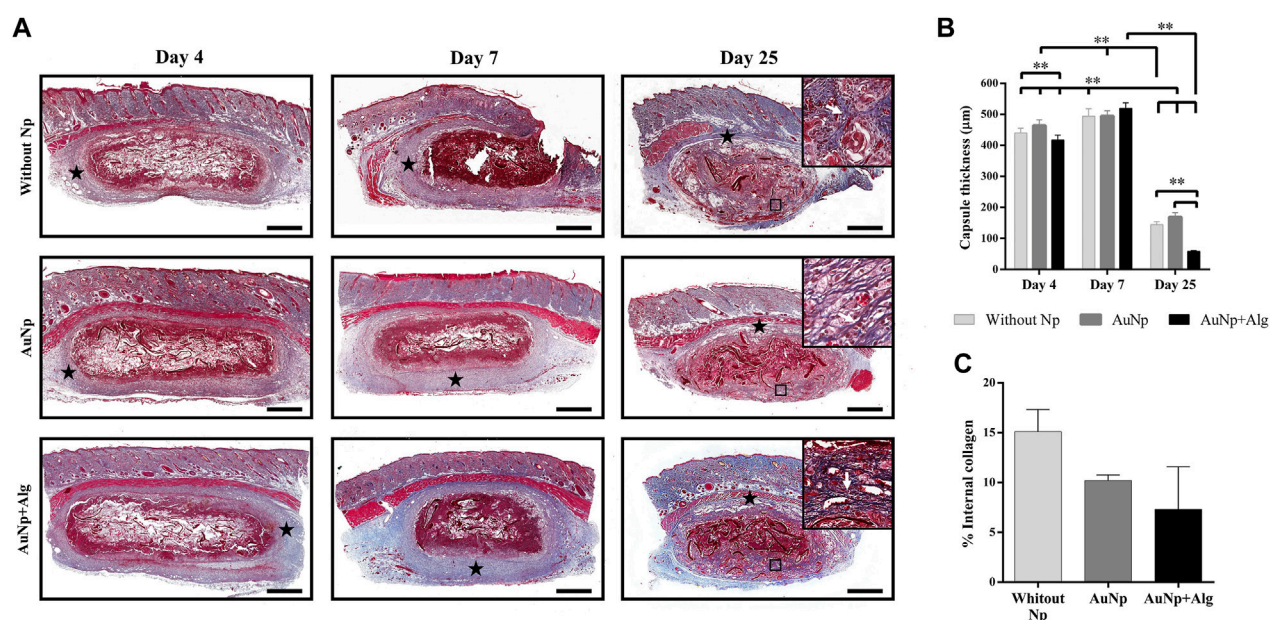 A
Day 4
Day 7
Day 25
Without Np
AuNp
AuNp+Alg
B
**
**
**
**
**
Capsule thickness (µm)
600
500
400
300
200
100
0
Day 4
Day 7
Day 25
Without Np
AuNp
AuNp+Alg
C
% Internal collagen
20
15
10
5
0
Whitout
Np
AuNp
AuNp+Alg